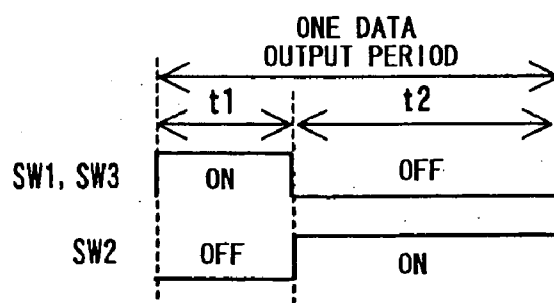 ONE DATA
OUTPUT PERIOD
t1 t2
SW1, SW3 ON OFF
SW2 OFF ON